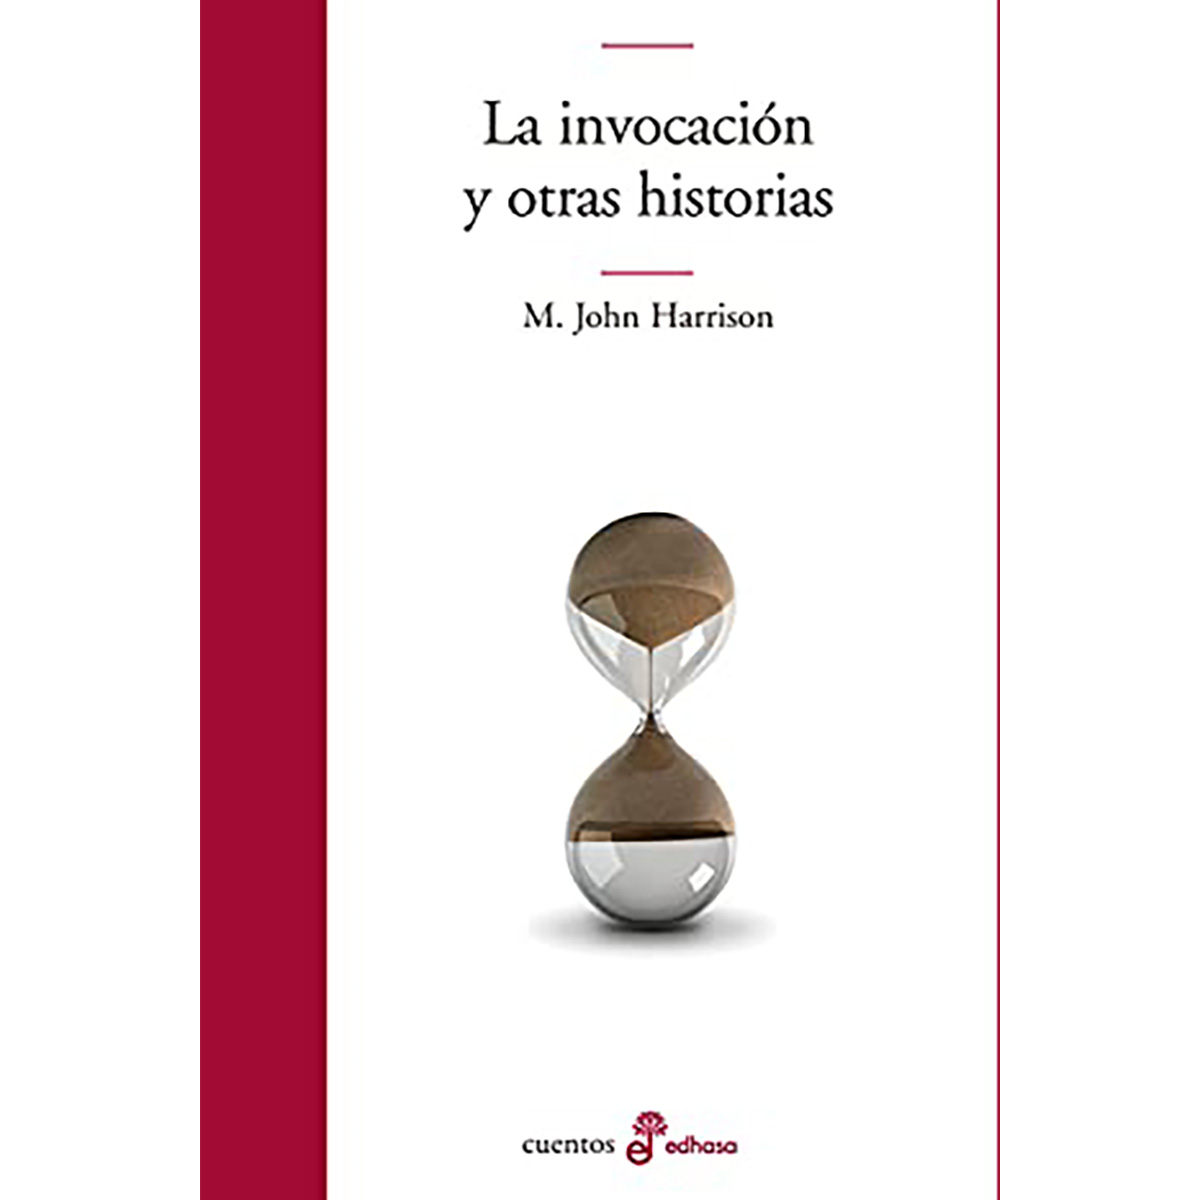 La invocación
y otras historias
M. John Harrison
cuentos edhasa